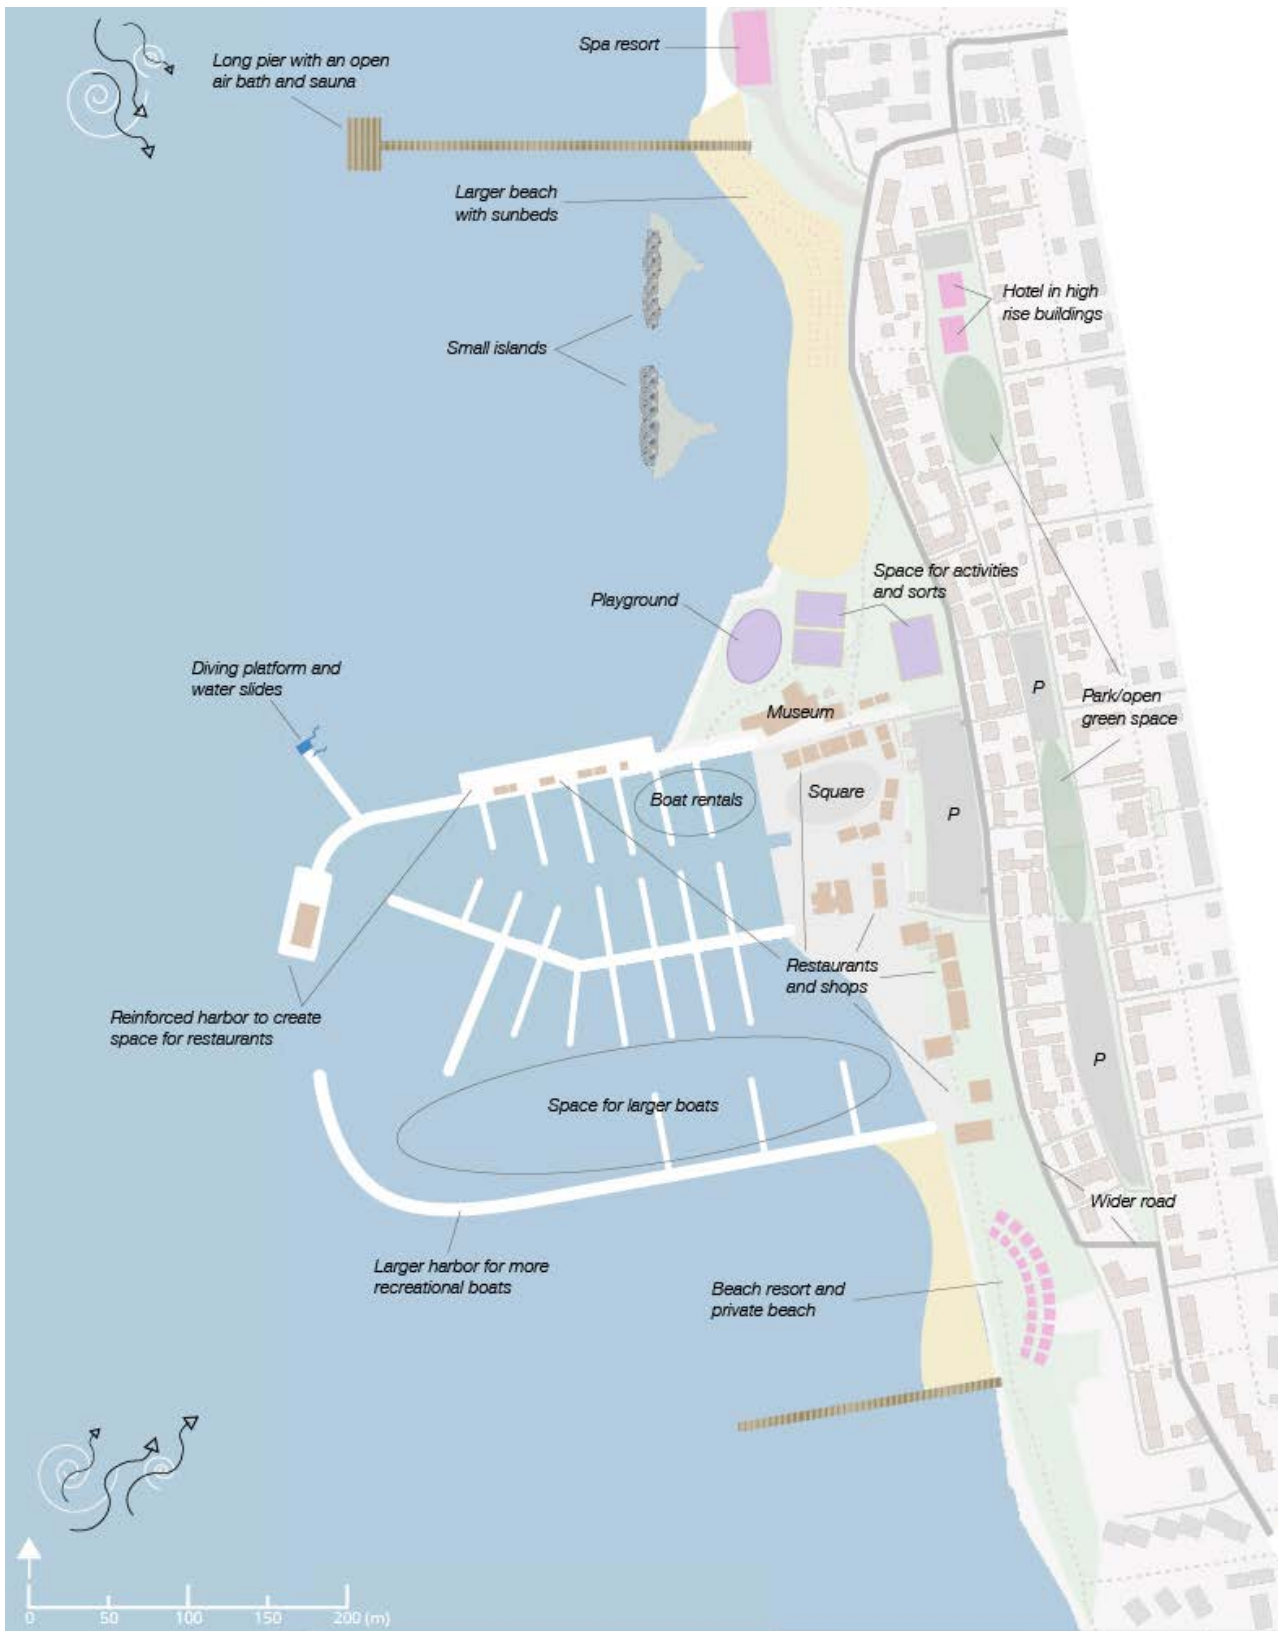 Spa resort
Long pier with an open
air bath and sauna
Larger beach
with sunbeds
Hotel in high
rise buildings
Small islands
Space for activities
and sorts
Playground
Diving platform and
water slides
P
Park/open
green space
Museum
Boat rentals
Square
P
Restaurants
and shops
Reinforced harbor to create
space for restaurants
P
Space for larger boats
Wider road
Larger harbor for more
recreational boats
Beach resort and
private beach
0 50 100 150 200 (m)